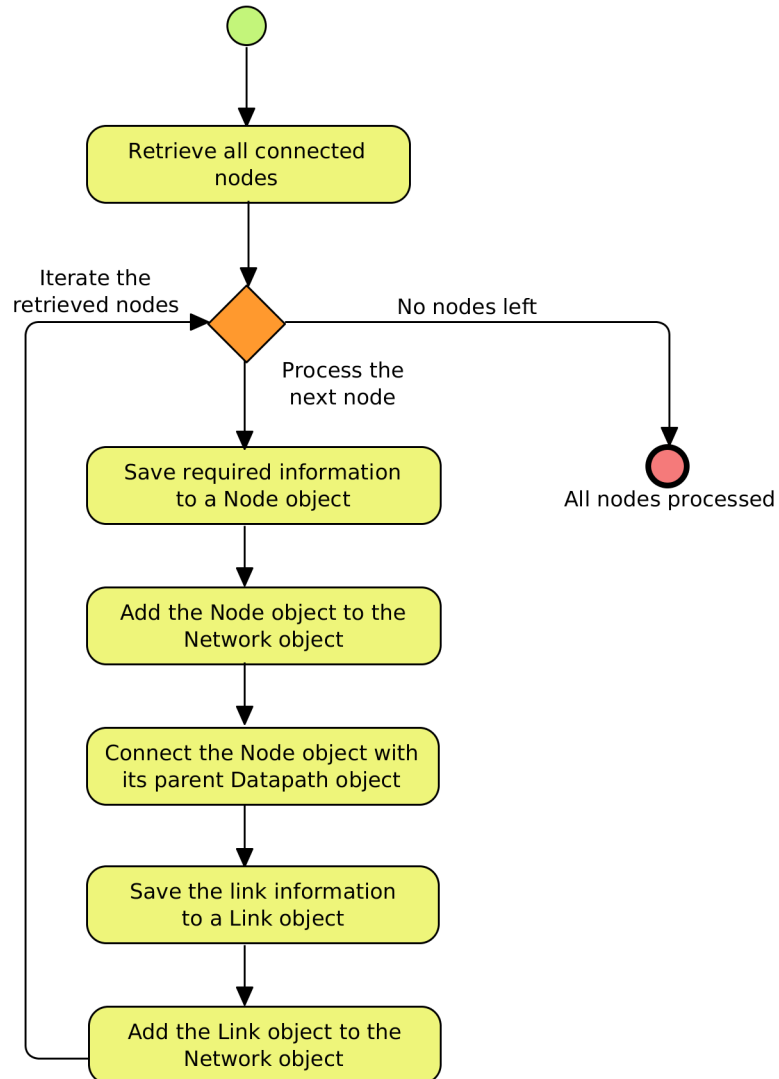 Retrieve all connected
nodes
Iterate the
retrieved nodes
No nodes left
Process the
next node
Save required information
to a Node object
All nodes processed
Add the Node object to the
Network object
Connect the Node object with
its parent Datapath object
Save the link information
to a Link object
Add the Link object to the
Network object